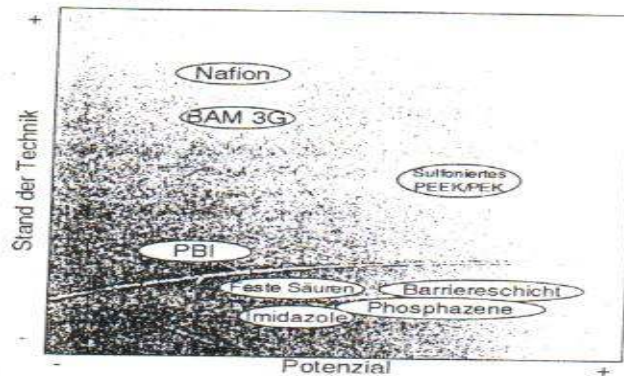 +
Stand der Technik
Nafion
BAM 3G
Sulfoniertes
PEEK/PEK
PBI
Feste Säuren
Barriereschicht
Phosphazene
Imidazole
-
-
Potenzial
+